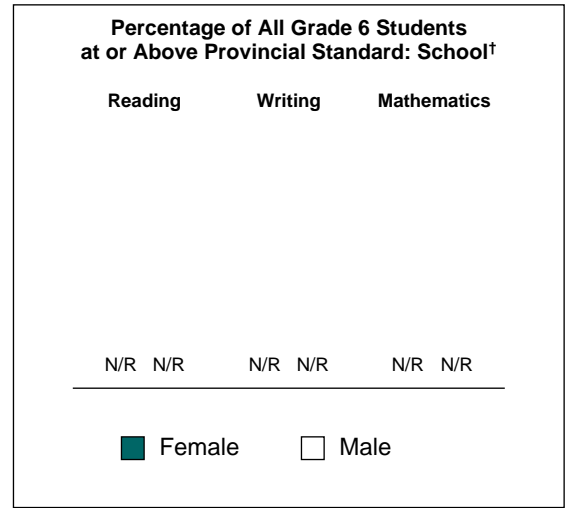 Percentage of All Grade 6 Students
at or Above Provincial Standard: School†
Reading Writing Mathematics
N/R N/R N/R N/R N/R N/R
Female Male